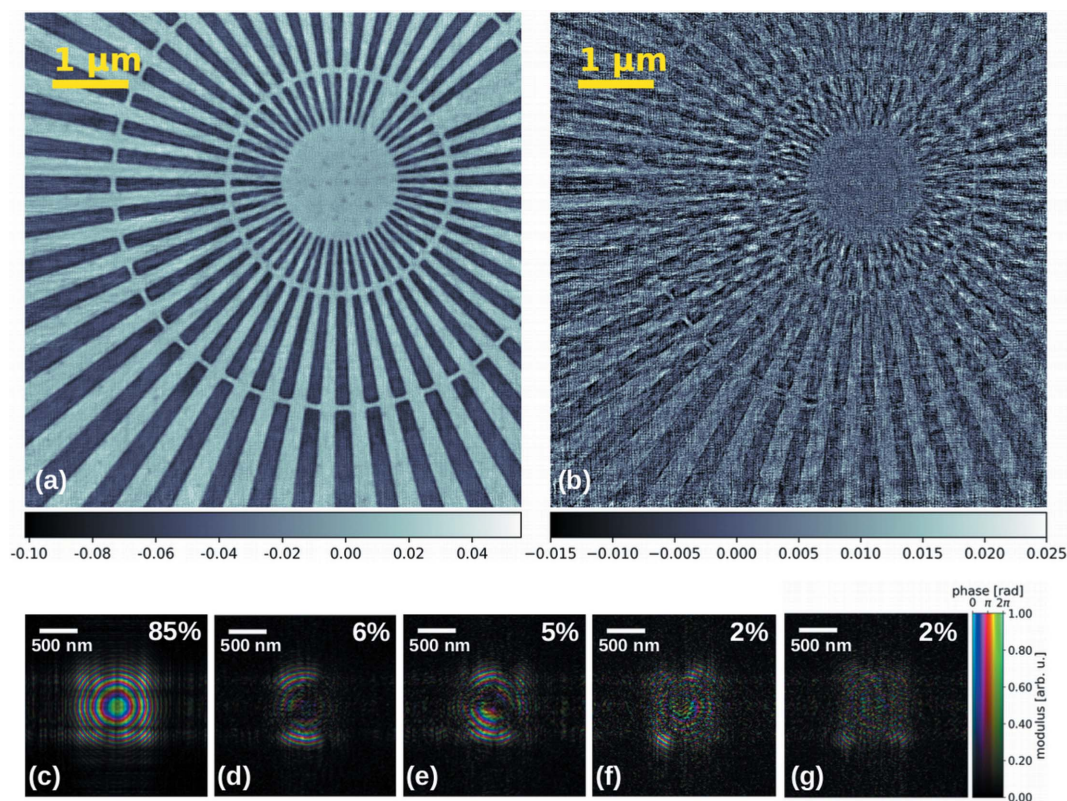 1 μm
1 μm
(a)
(b)
-0.10 -0.08 -0.06 -0.04 -0.02 0.00 0.02 0.04
−0.015 −0.010 −0.005 0.000 0.005 0.010 0.015 0.020 0.025
phase [rad]
0 π 2π
85%
500 nm
(c)
6%
500 nm
(d)
5%
500 nm
(e)
2%
500 nm
(f)
2%
500 nm
(g)
1.00
0.80
0.60
0.40
0.20
0.00
modulus [arb. u.]